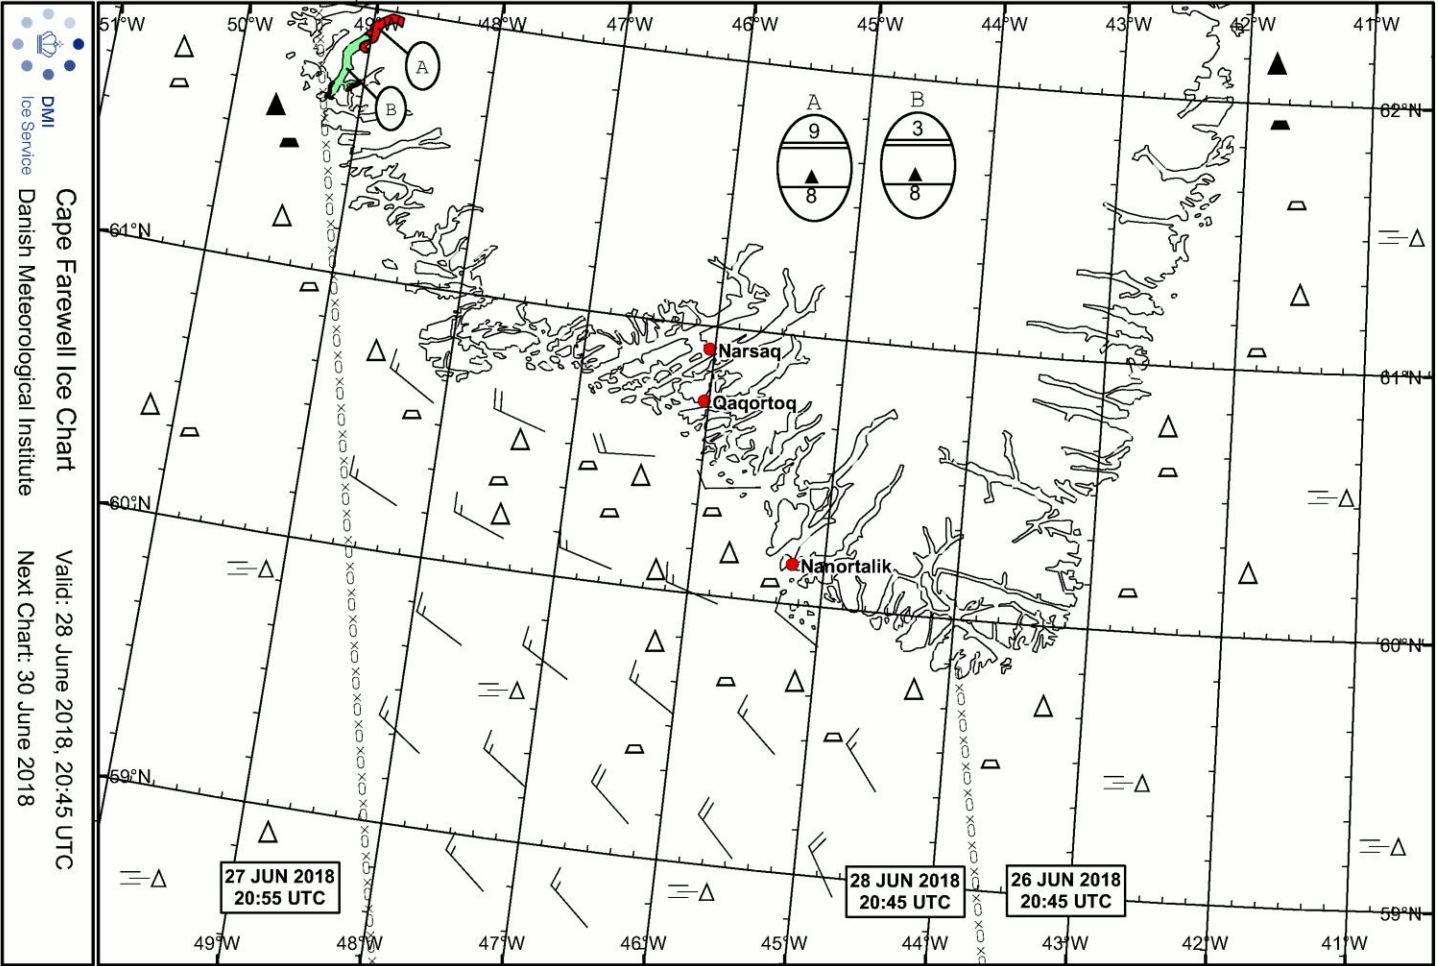 DMI
Ice Service
Cape Farewell Ice Chart
Danish Meteorological Institute
Valid: 28 June 2018, 20:45 UTC
Next Chart: 30 June 2018
51°W 50°W 49°W 48°W 47°W 46°W 45°W 44°W 43°W 42°W 41°W
A
B
A B
9 3
8 8
62°N
61°N
61°N
60°N
60°N
59°N
59°N
Narsaq
Qaqortoq
Nanortalik
27 JUN 2018
20:55 UTC
28 JUN 2018
20:45 UTC
26 JUN 2018
20:45 UTC
49°W 48°W 47°W 46°W 45°W 44°W 43°W 42°W 41°W